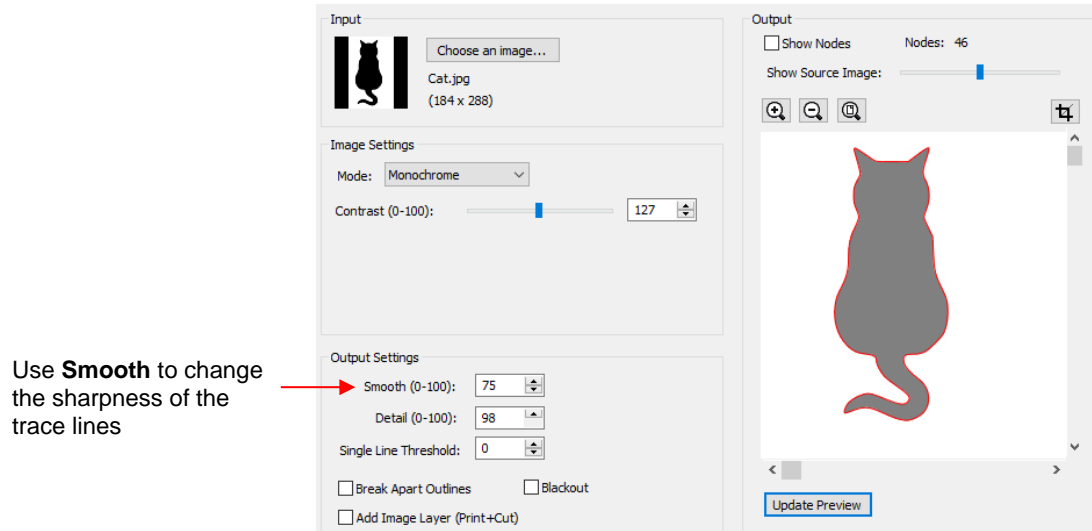 Input
Choose an image...
Cat.jpg
(184 x 288)
Image Settings
Mode: Monochrome
Contrast (0-100): 127
Use Smooth to change
the sharpness of the
trace lines
Output Settings
Smooth (0-100): 75
Detail (0-100): 98
Single Line Threshold: 0
Break Apart Outlines Blackout
Add Image Layer (Print+Cut)
Output
Show Nodes Nodes: 46
Show Source Image:
Update Preview